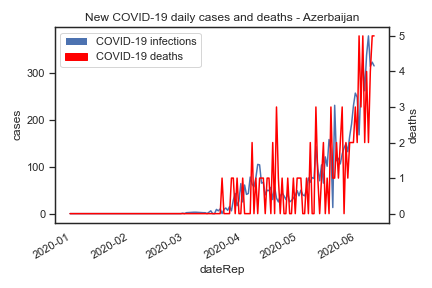 New COVID-19 daily cases and deaths - Azerbaijan
COVID-19 infections
COVID-19 deaths
cases
300
200
100
0
deaths
5
4
3
2
1
0
2020-01
2020-02
2020-03
2020-04
2020-05
2020-06
dateRep